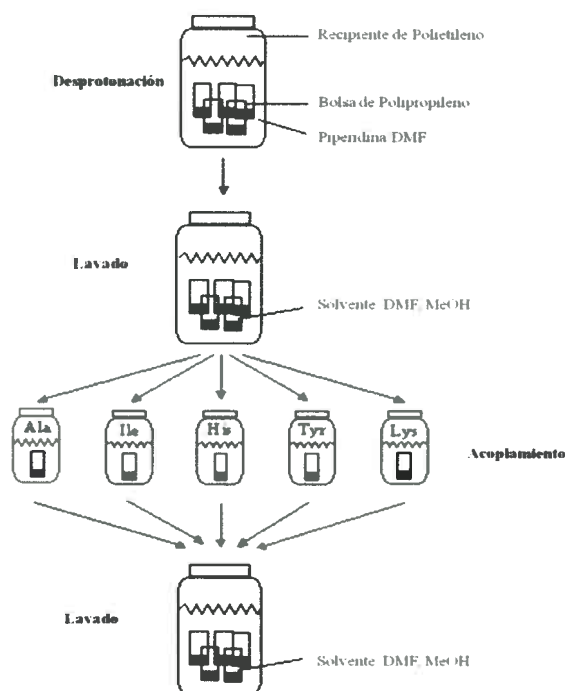 Recipiente de Polietileno
Desprotonación
Bolsa de Polipropileno
Piperidina DMF
Lavado
Solvente DMF, MeOH
Ala
Ile
His
Tyr
Lys
Acoplamiento
Lavado
Solvente DMF, MeOH